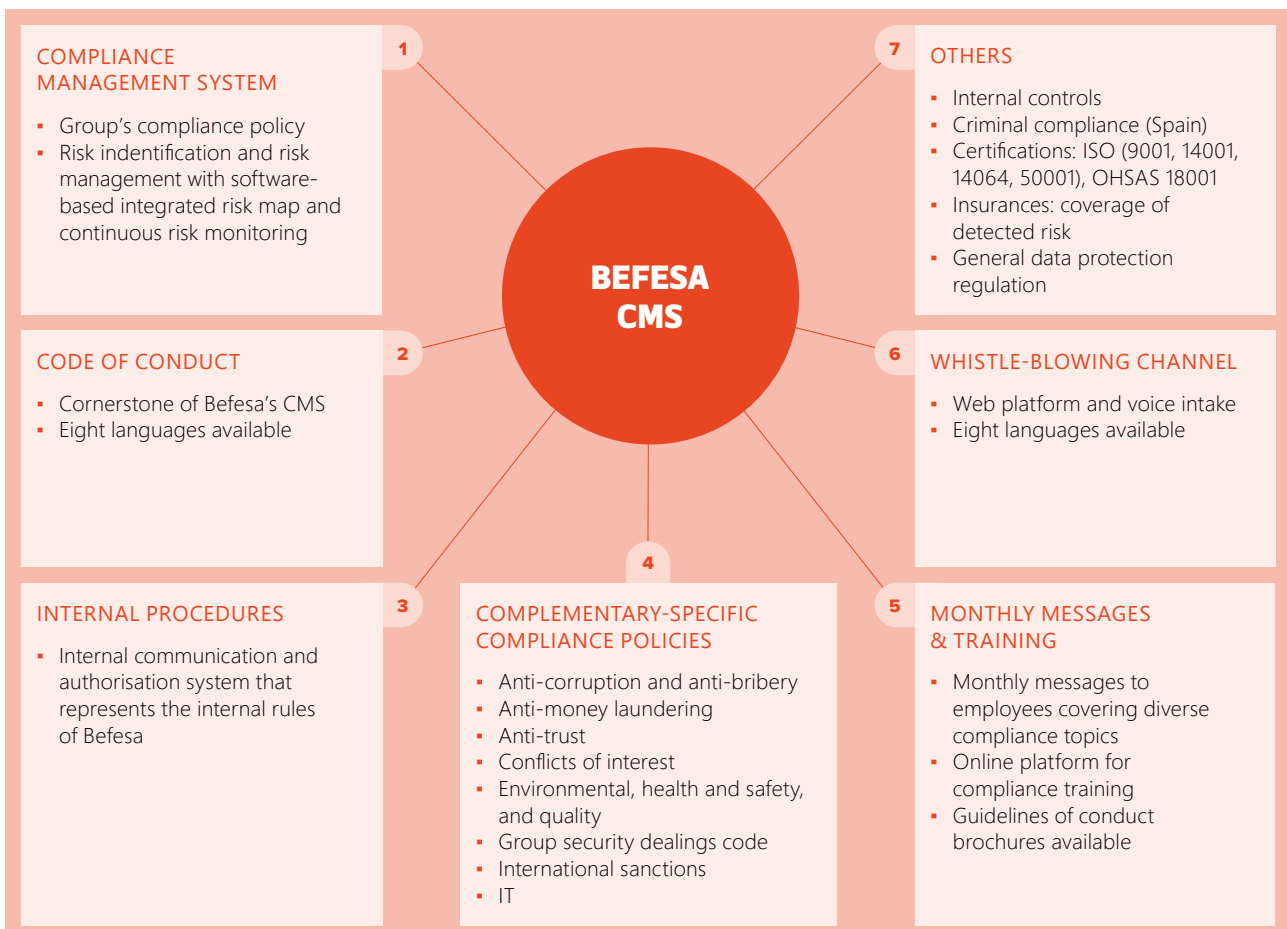 1
COMPLIANCE
MANAGEMENT SYSTEM
▪ Group's compliance policy
▪ Risk indentification and risk
management with software-
based integrated risk map and
continuous risk monitoring
2
CODE OF CONDUCT
▪ Cornerstone of Befesa's CMS
▪ Eight languages available
3
INTERNAL PROCEDURES
▪ Internal communication and
authorisation system that
represents the internal rules
of Befesa
BEFESA
CMS
4
COMPLEMENTARY-SPECIFIC
COMPLIANCE POLICIES
▪ Anti-corruption and anti-bribery
▪ Anti-money laundering
▪ Anti-trust
▪ Conflicts of interest
▪ Environmental, health and safety,
and quality
▪ Group security dealings code
▪ International sanctions
▪ IT
5
MONTHLY MESSAGES
& TRAINING
▪ Monthly messages to
employees covering diverse
compliance topics
▪ Online platform for
compliance training
▪ Guidelines of conduct
brochures available
6
WHISTLE-BLOWING CHANNEL
▪ Web platform and voice intake
▪ Eight languages available
7
OTHERS
▪ Internal controls
▪ Criminal compliance (Spain)
▪ Certifications: ISO (9001, 14001,
14064, 50001), OHSAS 18001
▪ Insurances: coverage of
detected risk
▪ General data protection
regulation